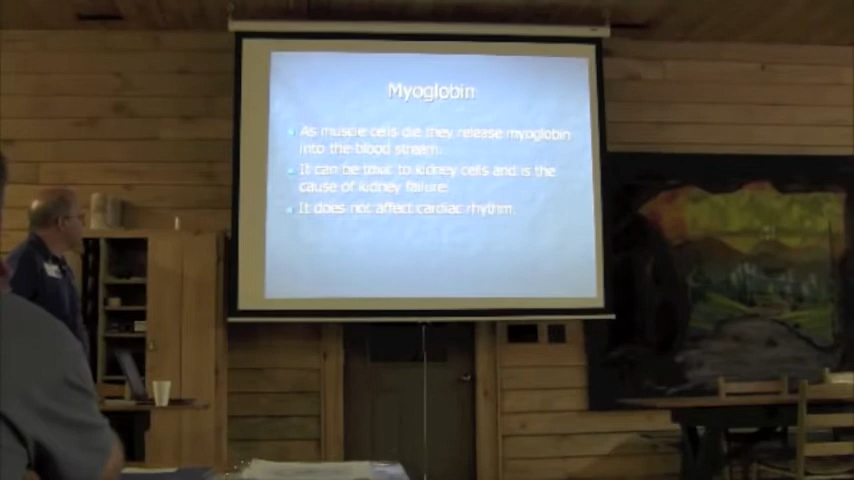 Myoglobin
As muscle cells die they release myoglobin
into the blood stream.
It can be toxic to kidney cells and is the
cause of kidney failure.
It does not affect cardiac rhythm.